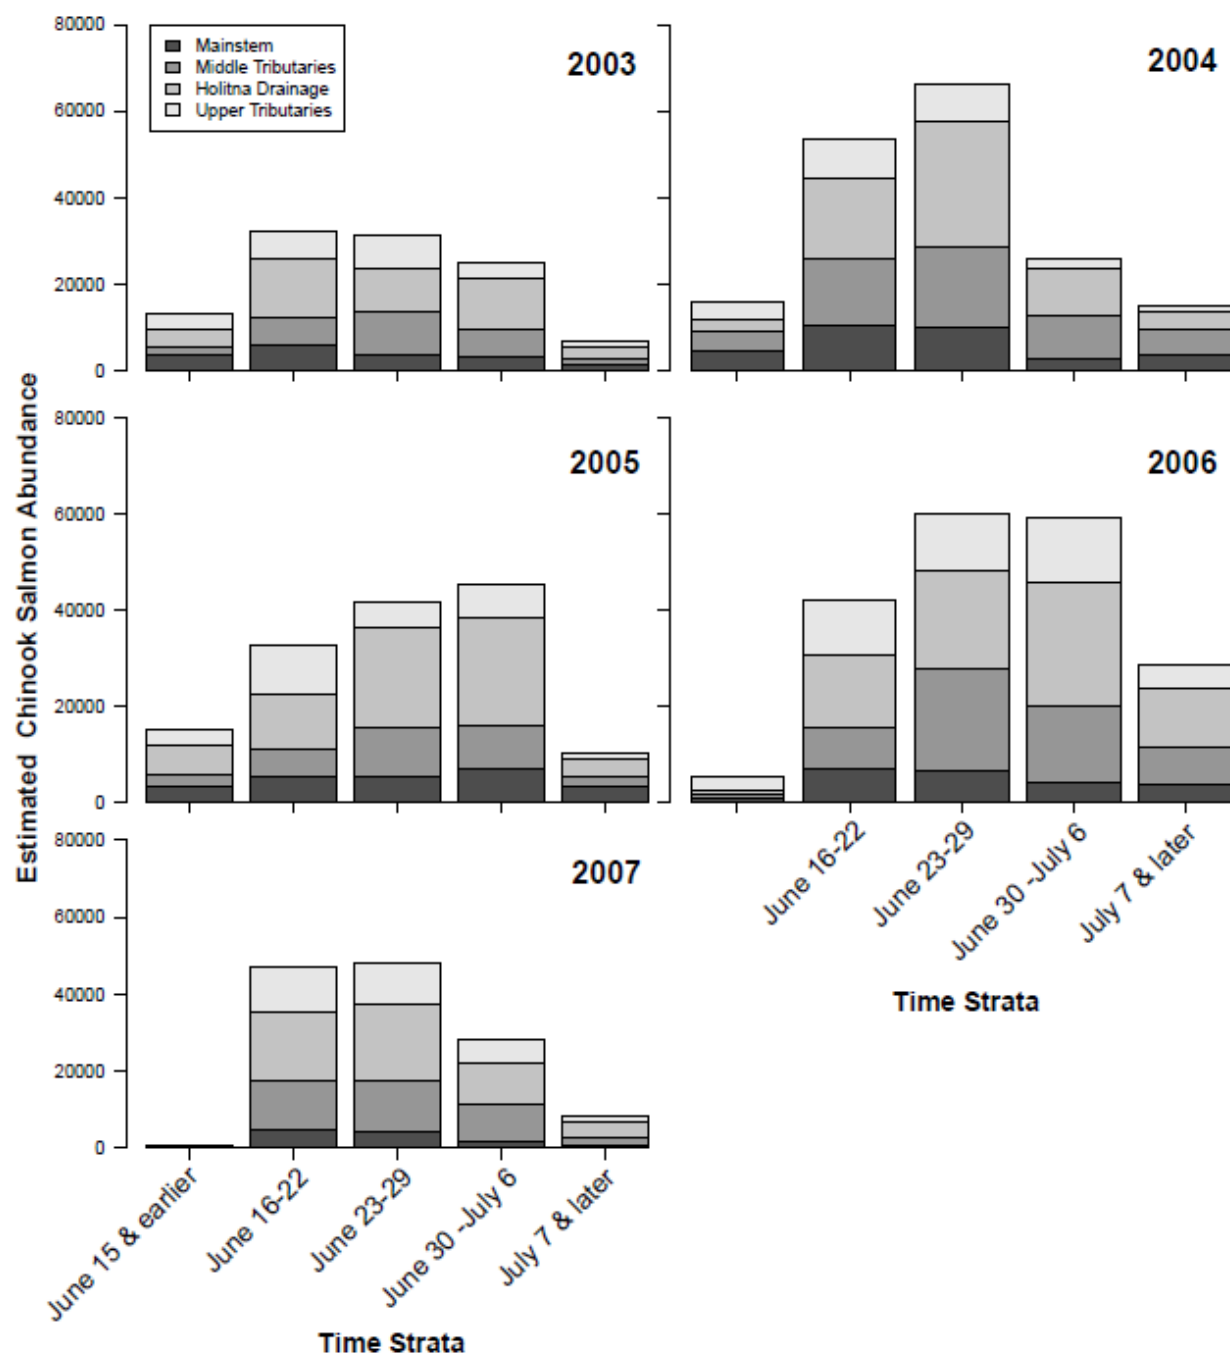 80000
60000
40000
20000
0
Mainstem
Middle Tributaries
Holitna Drainage
Upper Tributaries
2003
2004
Estimated Chinook Salmon Abundance
80000
60000
40000
20000
0
2005
2006
June 16-22
June 23-29
June 30 -July 6
July 7 & later
Time Strata
80000
60000
40000
20000
0
2007
June 15 & earlier
June 16-22
June 23-29
June 30 -July 6
July 7 & later
Time Strata